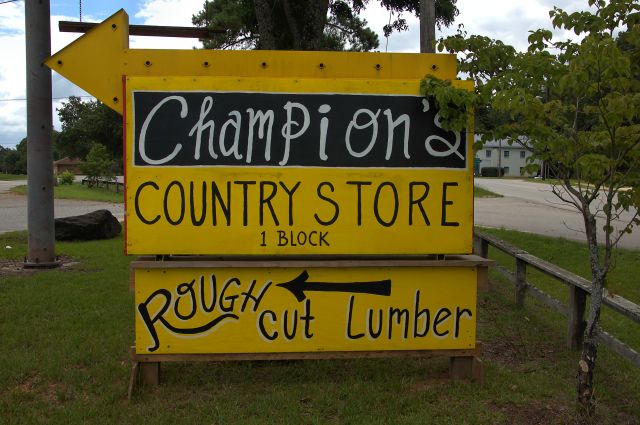 Champion's
COUNTRY STORE
1 BLOCK
ROUGH
Cut Lumber